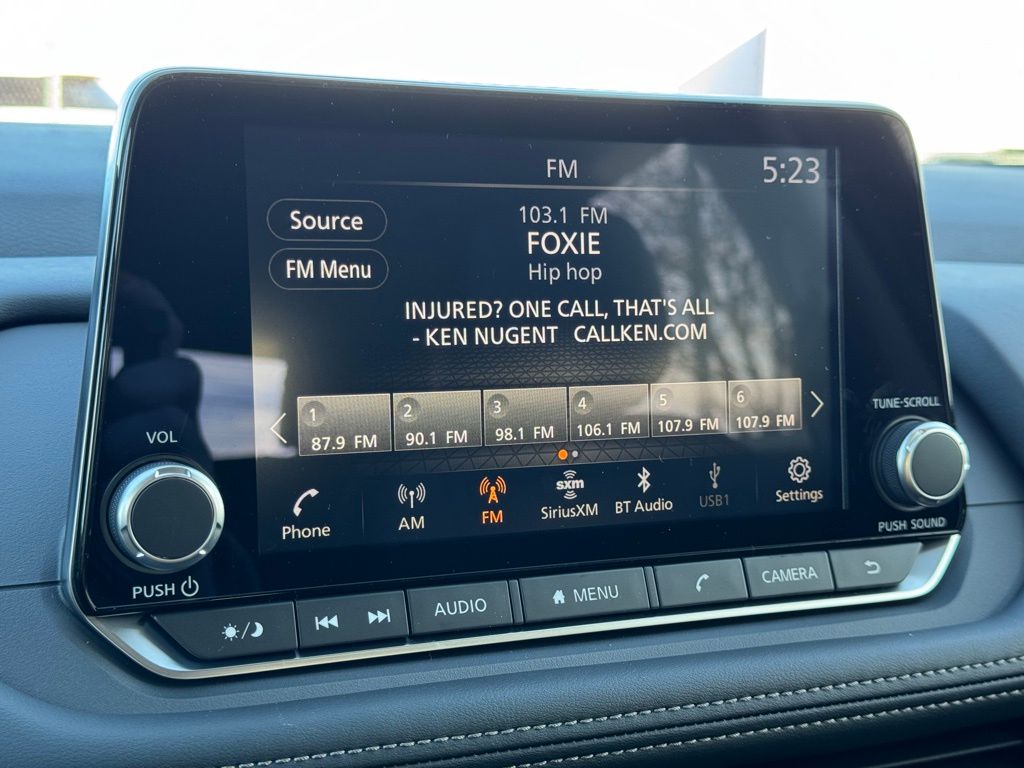 FM
5:23
Source
103.1 FM
FOXIE
FM Menu
Hip hop
INJURED? ONE CALL, THAT'S ALL
- KEN NUGENT CALLKEN.COM
1
87.9 FM
2
90.1 FM
3
98.1 FM
4
106.1 FM
5
107.9 FM
6
107.9 FM
TUNE·SCROLL
VOL
Phone
AM
FM
sxm
SiriusXM
BT Audio
USB1
Settings
PUSH SOUND
PUSH
AUDIO
MENU
CAMERA